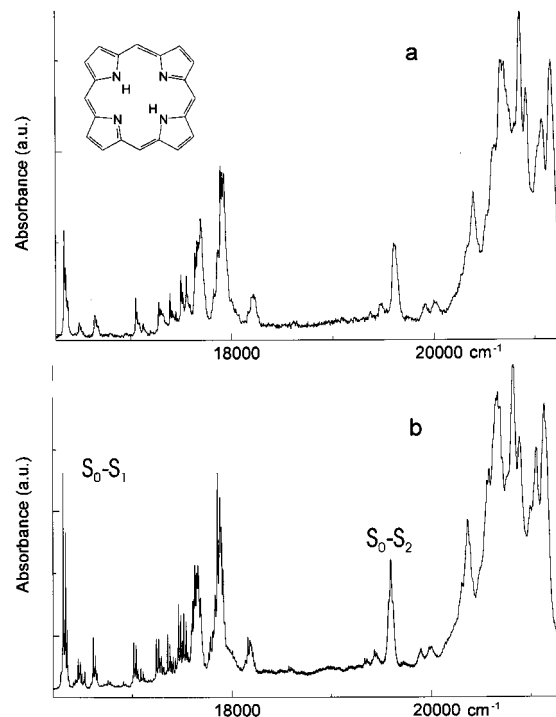 a
N
N
H
H
N
N
Absorbance (a.u.)
18000
20000 cm⁻¹
b
S₀-S₁
S₀-S₂
Absorbance (a.u.)
18000
20000 cm⁻¹